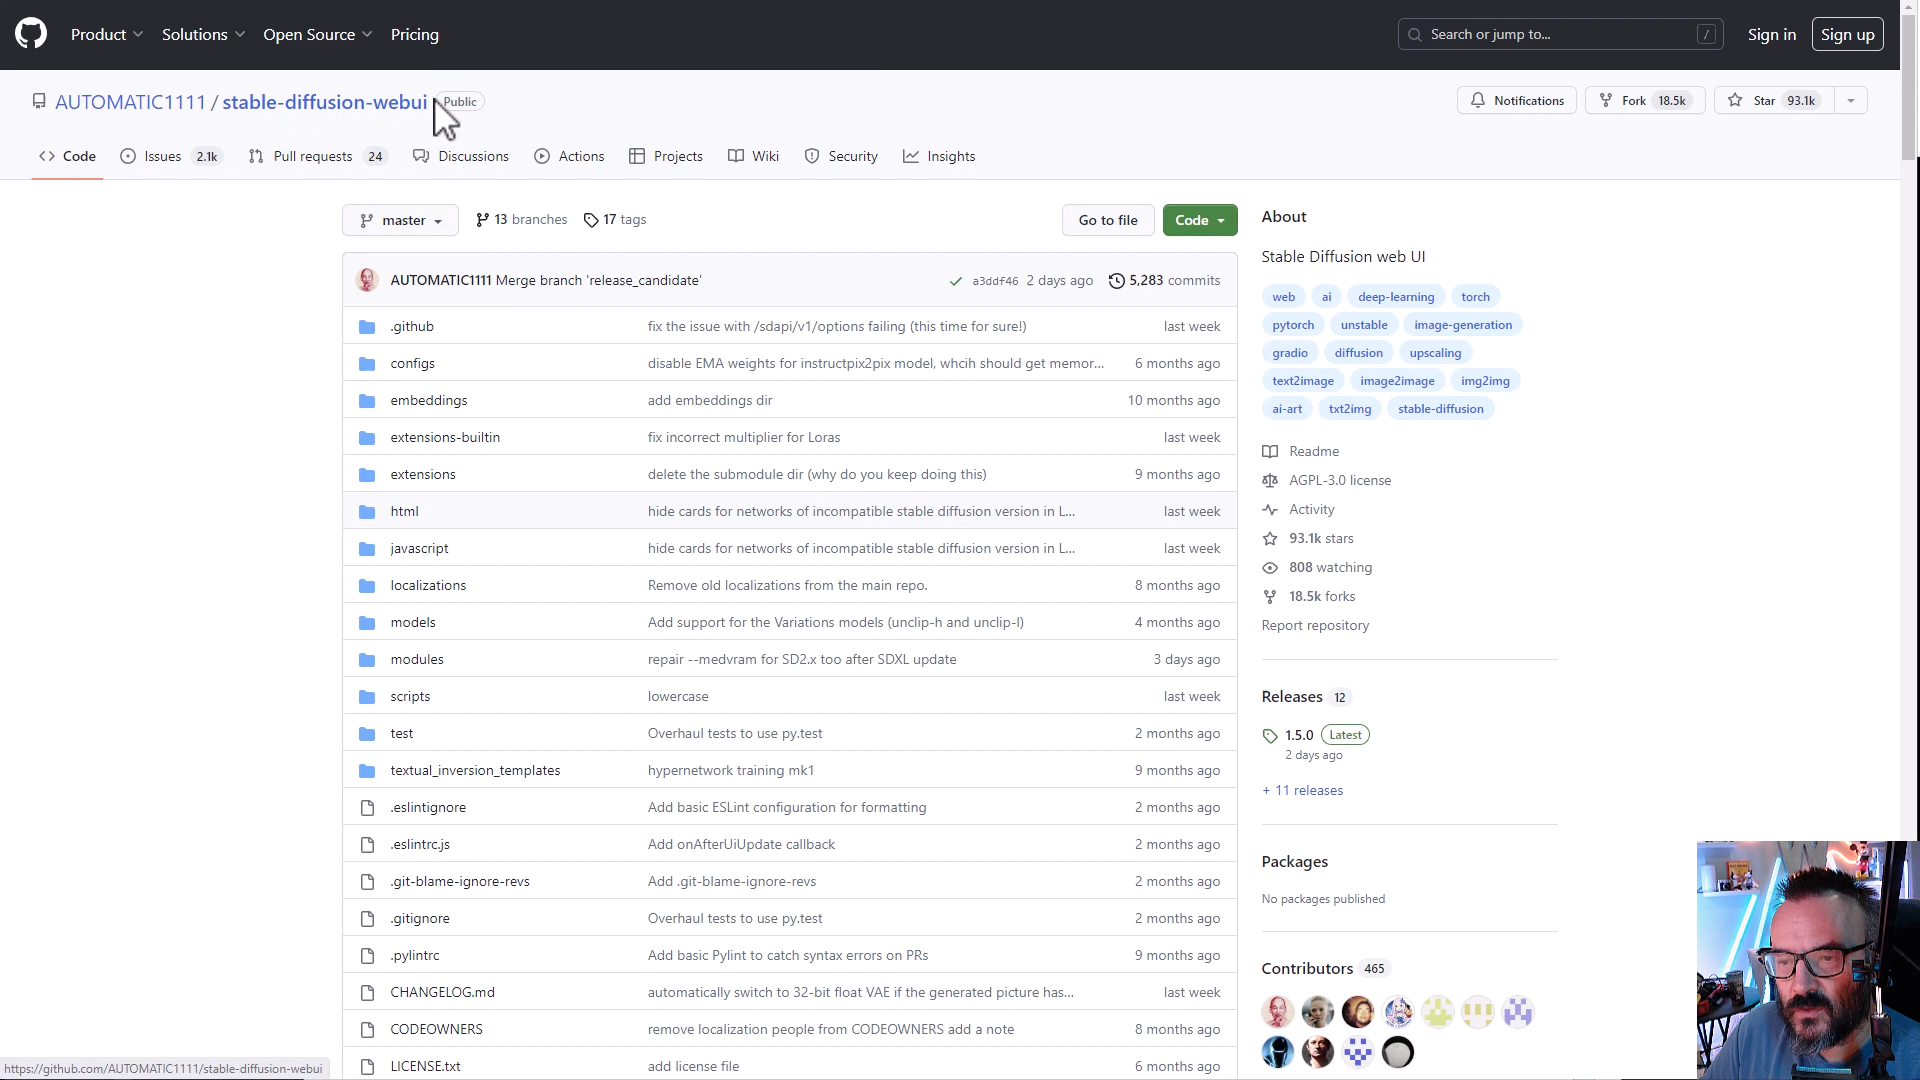 Product Solutions Open Source Pricing Search or jump to... / Sign in Sign up
AUTOMATIC1111 / stable-diffusion-webui Public Notifications Fork 18.5k Star 93.1k
Code Issues 2.1k Pull requests 24 Discussions Actions Projects Wiki Security Insights
master 13 branches 17 tags Go to file Code
AUTOMATIC1111 Merge branch 'release_candidate' a3ddf46 2 days ago 5,283 commits
.github fix the issue with /sdapi/v1/options failing (this time for sure!) last week
configs disable EMA weights for instructpix2pix model, whcih should get memor... 6 months ago
embeddings add embeddings dir 10 months ago
extensions-builtin fix incorrect multiplier for Loras last week
extensions delete the submodule dir (why do you keep doing this) 9 months ago
html hide cards for networks of incompatible stable diffusion version in L... last week
javascript hide cards for networks of incompatible stable diffusion version in L... last week
localizations Remove old localizations from the main repo. 8 months ago
models Add support for the Variations models (unclip-h and unclip-l) 4 months ago
modules repair --medvram for SD2.x too after SDXL update 3 days ago
scripts lowercase last week
test Overhaul tests to use py.test 2 months ago
textual_inversion_templates hypernetwork training mk1 9 months ago
.eslintignore Add basic ESLint configuration for formatting 2 months ago
.eslintrc.js Add onAfterUiUpdate callback 2 months ago
.git-blame-ignore-revs Add .git-blame-ignore-revs 2 months ago
.gitignore Overhaul tests to use py.test 2 months ago
.pylintrc Add basic Pylint to catch syntax errors on PRs 9 months ago
CHANGELOG.md automatically switch to 32-bit float VAE if the generated picture has... last week
CODEOWNERS remove localization people from CODEOWNERS add a note 8 months ago
LICENSE.txt add license file 6 months ago
About
Stable Diffusion web UI
web ai deep-learning torch
pytorch unstable image-generation
gradio diffusion upscaling
text2image image2image img2img
ai-art txt2img stable-diffusion
Readme
AGPL-3.0 license
Activity
93.1k stars
808 watching
18.5k forks
Report repository
Releases 12
1.5.0 Latest
2 days ago
+ 11 releases
Packages
No packages published
Contributors 465
https://github.com/AUTOMATIC1111/stable-diffusion-webui